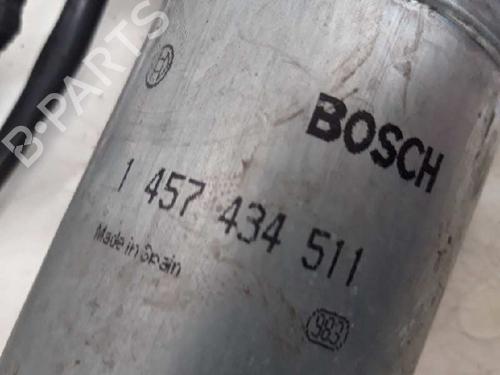 B-PARTS
BOSCH
1 457 434 511
Made in Spain
983